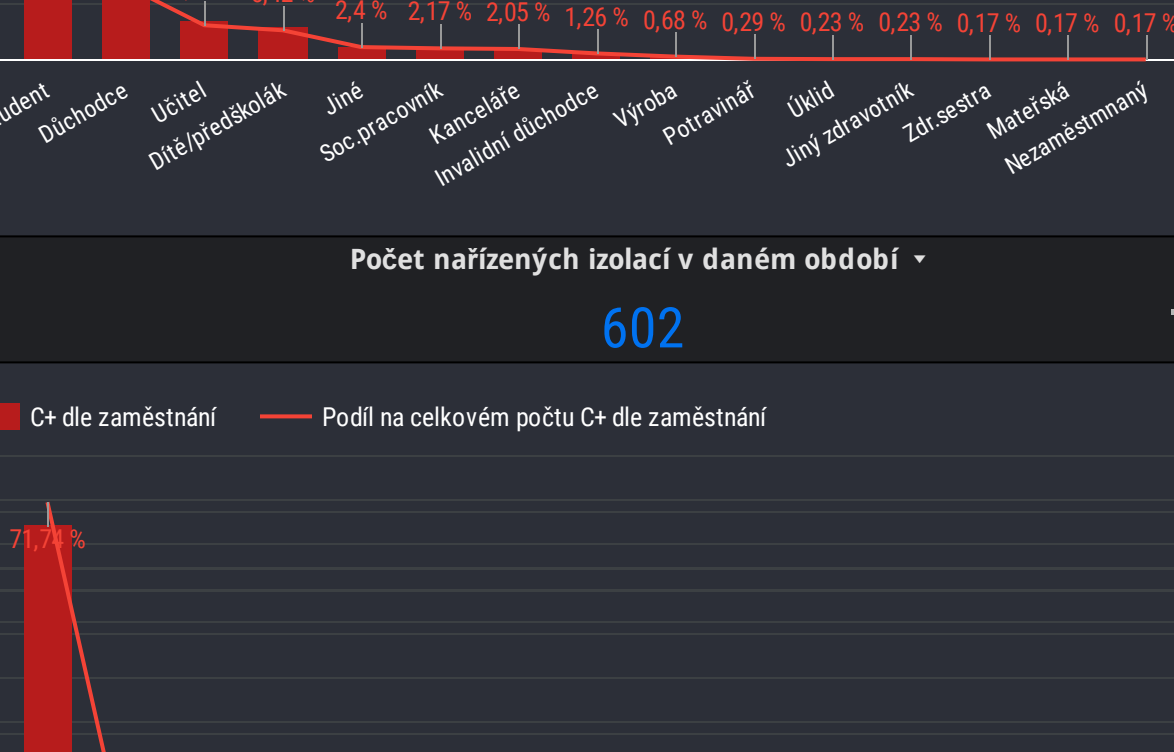 2,4 % 2,17 % 2,05 % 1,26 % 0,68 % 0,29 % 0,23 % 0,23 % 0,17 % 0,17 % 0,17 %
Důchodce
Učitel
Dítě/předškolák
Jiné
Soc.pracovník
Kanceláře
Invalidní důchodce
Výroba
Potravinář
Úklid
Jiný zdravotník
Zdr.sestra
Mateřská
Nezaměstmnaný
Počet nařízených izolací v daném období
602
C+ dle zaměstnání
Podíl na celkovém počtu C+ dle zaměstnání
71,74 %